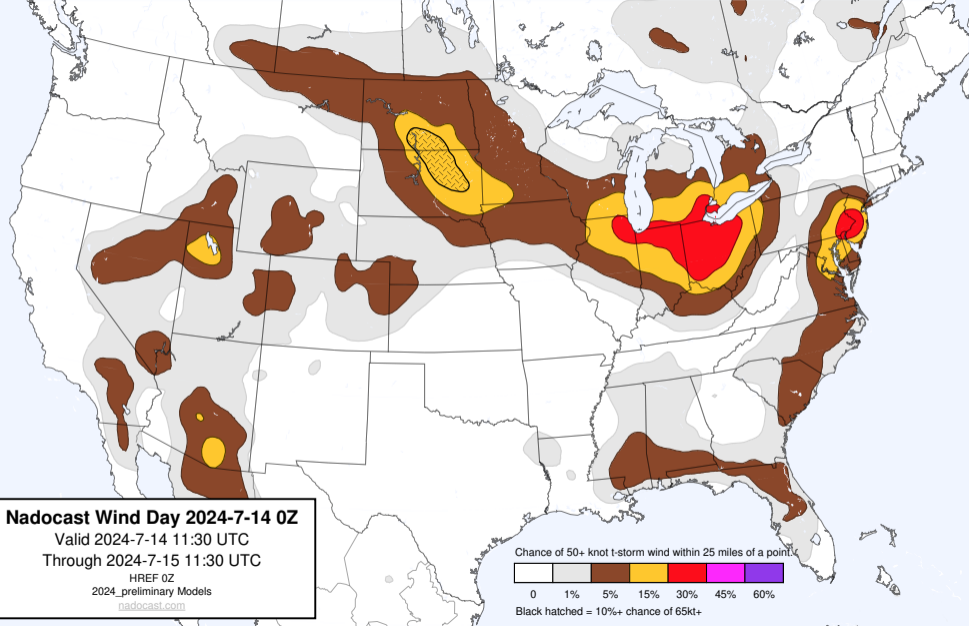 Nadocast Wind Day 2024-7-14 0Z
Valid 2024-7-14 11:30 UTC
Through 2024-7-15 11:30 UTC
HREF 0Z
2024_preliminary Models
nadocast.com
Chance of 50+ knot t-storm wind within 25 miles of a point.
0 1% 5% 15% 30% 45% 60%
Black hatched = 10%+ chance of 65kt+